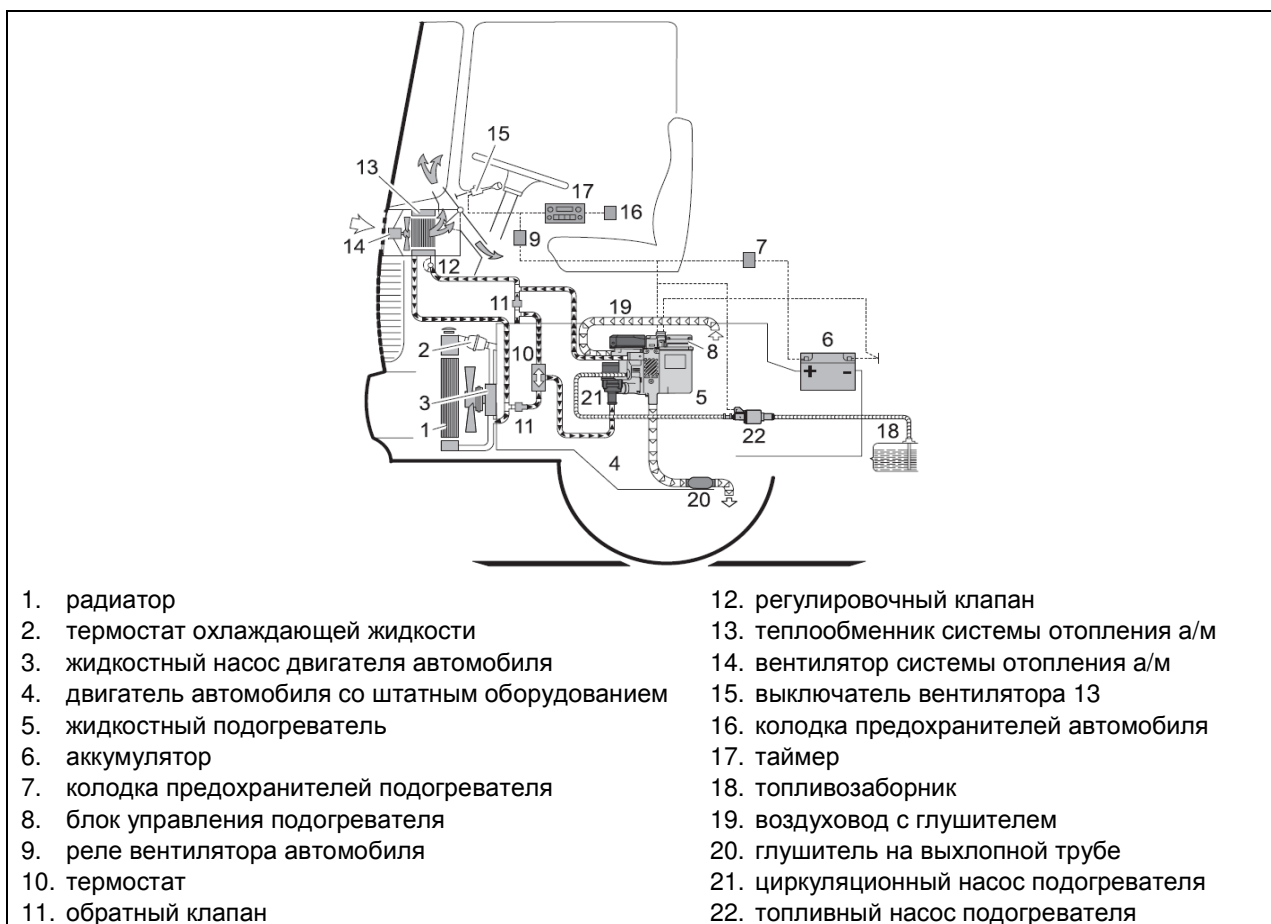 15
13
17
16
14
9
7
12
11
19
6
2
10
8
+ -
3
21
5
1
11
22
18
4
20
1. радиатор
2. термостат охлаждающей жидкости
3. жидкостный насос двигателя автомобиля
4. двигатель автомобиля со штатным оборудованием
5. жидкостный подогреватель
6. аккумулятор
7. колодка предохранителей подогревателя
8. блок управления подогревателя
9. реле вентилятора автомобиля
10. термостат
11. обратный клапан
12. регулировочный клапан
13. теплообменник системы отопления а/м
14. вентилятор системы отопления а/м
15. выключатель вентилятора 13
16. колодка предохранителей автомобиля
17. таймер
18. топливозаборник
19. воздуховод с глушителем
20. глушитель на выхлопной трубе
21. циркуляционный насос подогревателя
22. топливный насос подогревателя